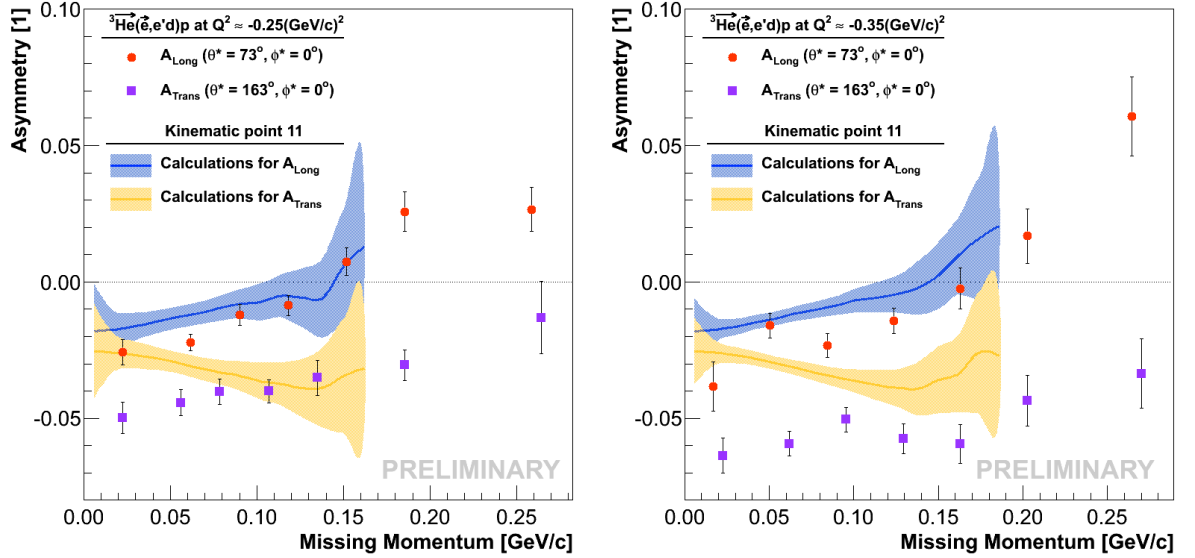 Asymmetry [1]
³He(e,e'd)p at Q² ≈ -0.25(GeV/c)²
A_Long (θ* = 73°, ϕ* = 0°)
A_Trans (θ* = 163°, ϕ* = 0°)
Kinematic point 11
Calculations for A_Long
Calculations for A_Trans
0.10
0.05
0.00
-0.05
PRELIMINARY
0.00 0.05 0.10 0.15 0.20 0.25
Missing Momentum [GeV/c]
Asymmetry [1]
³He(e,e'd)p at Q² ≈ -0.35(GeV/c)²
A_Long (θ* = 73°, ϕ* = 0°)
A_Trans (θ* = 163°, ϕ* = 0°)
Kinematic point 11
Calculations for A_Long
Calculations for A_Trans
0.10
0.05
0.00
-0.05
PRELIMINARY
0.00 0.05 0.10 0.15 0.20 0.25
Missing Momentum [GeV/c]